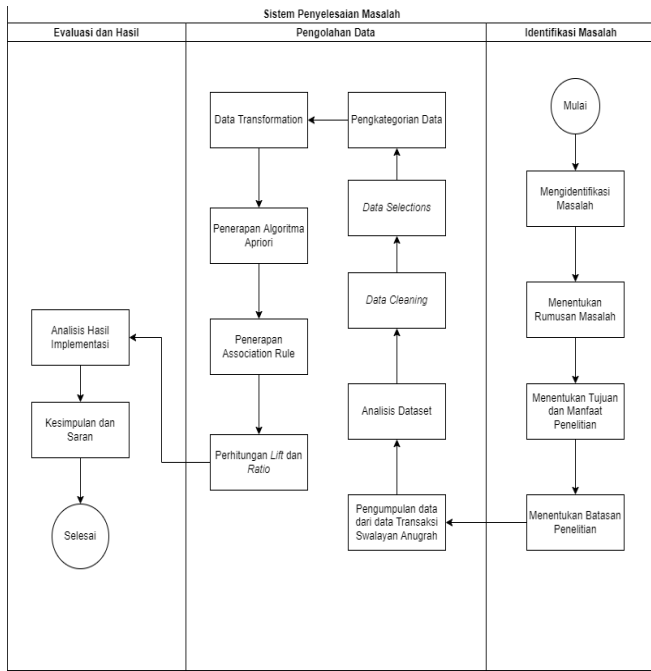 Sistem Penyelesaian Masalah
Evaluasi dan Hasil
Pengolahan Data
Identifikasi Masalah
Mulai
Mengidentifikasi
Masalah
Menentukan
Rumusan Masalah
Menentukan Tujuan
dan Manfaat
Penelitian
Menentukan Batasan
Penelitian
Pengumpulan data
dari data Transaksi
Swalayan Anugrah
Analisis Dataset
Data Cleaning
Data Selections
Pengkategorian Data
Data Transformation
Penerapan Algoritma
Apriori
Penerapan
Association Rule
Perhitungan Lift dan
Ratio
Analisis Hasil
Implementasi
Kesimpulan dan
Saran
Selesai